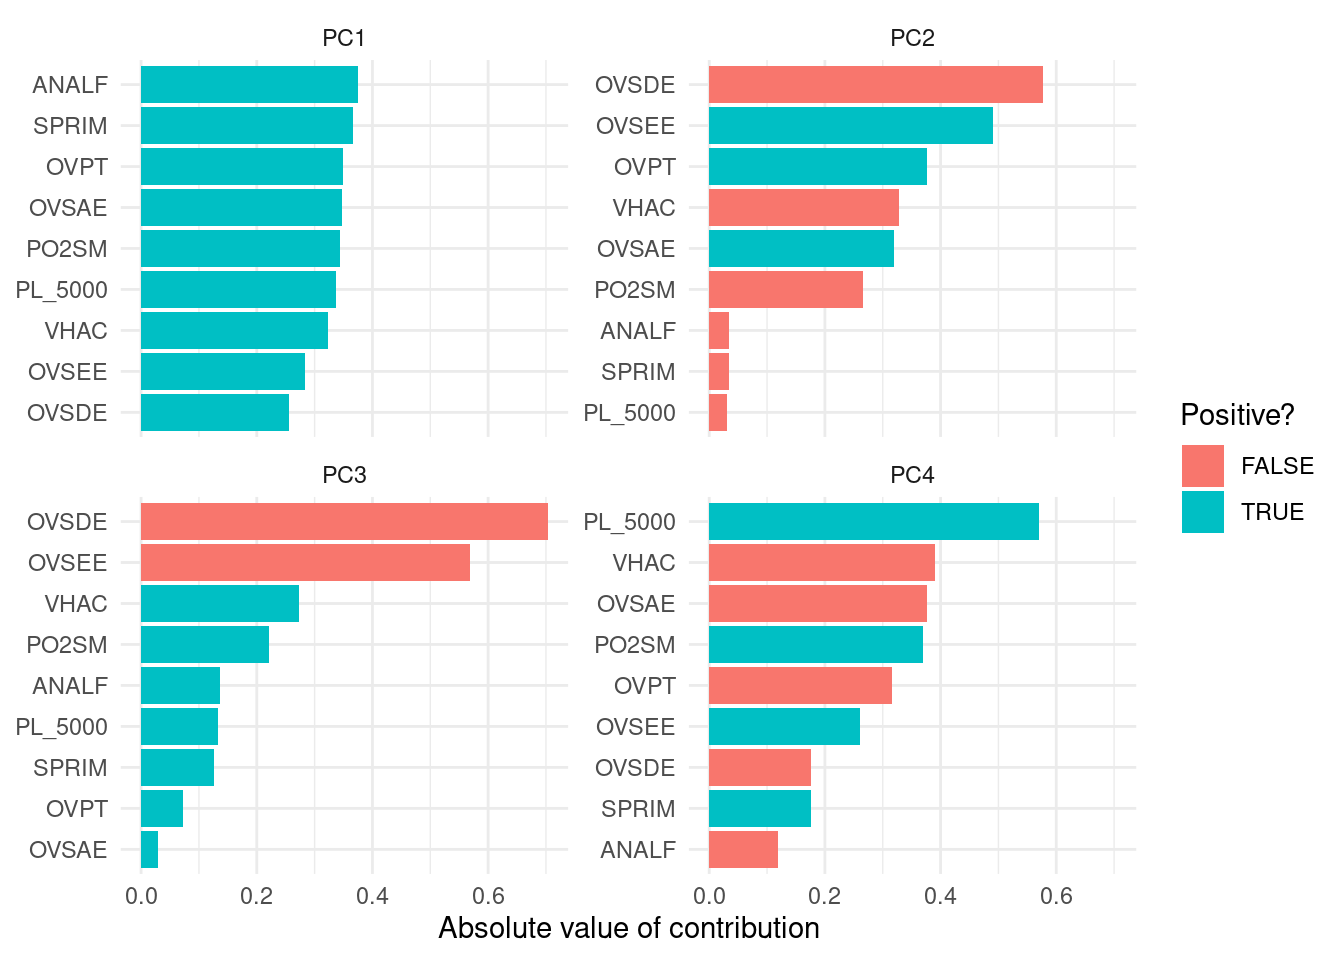 PC1
ANALF
SPRIM
OVPT
OVSAE
PO2SM
PL_5000
VHAC
OVSEE
OVSDE
PC2
OVSDE
OVSEE
OVPT
VHAC
OVSAE
PO2SM
ANALF
SPRIM
PL_5000
PC3
OVSDE
OVSEE
VHAC
PO2SM
ANALF
PL_5000
SPRIM
OVPT
OVSAE
0.0 0.2 0.4 0.6
PC4
PL_5000
VHAC
OVSAE
PO2SM
OVPT
OVSEE
OVSDE
SPRIM
ANALF
0.0 0.2 0.4 0.6
Absolute value of contribution
Positive?
FALSE
TRUE